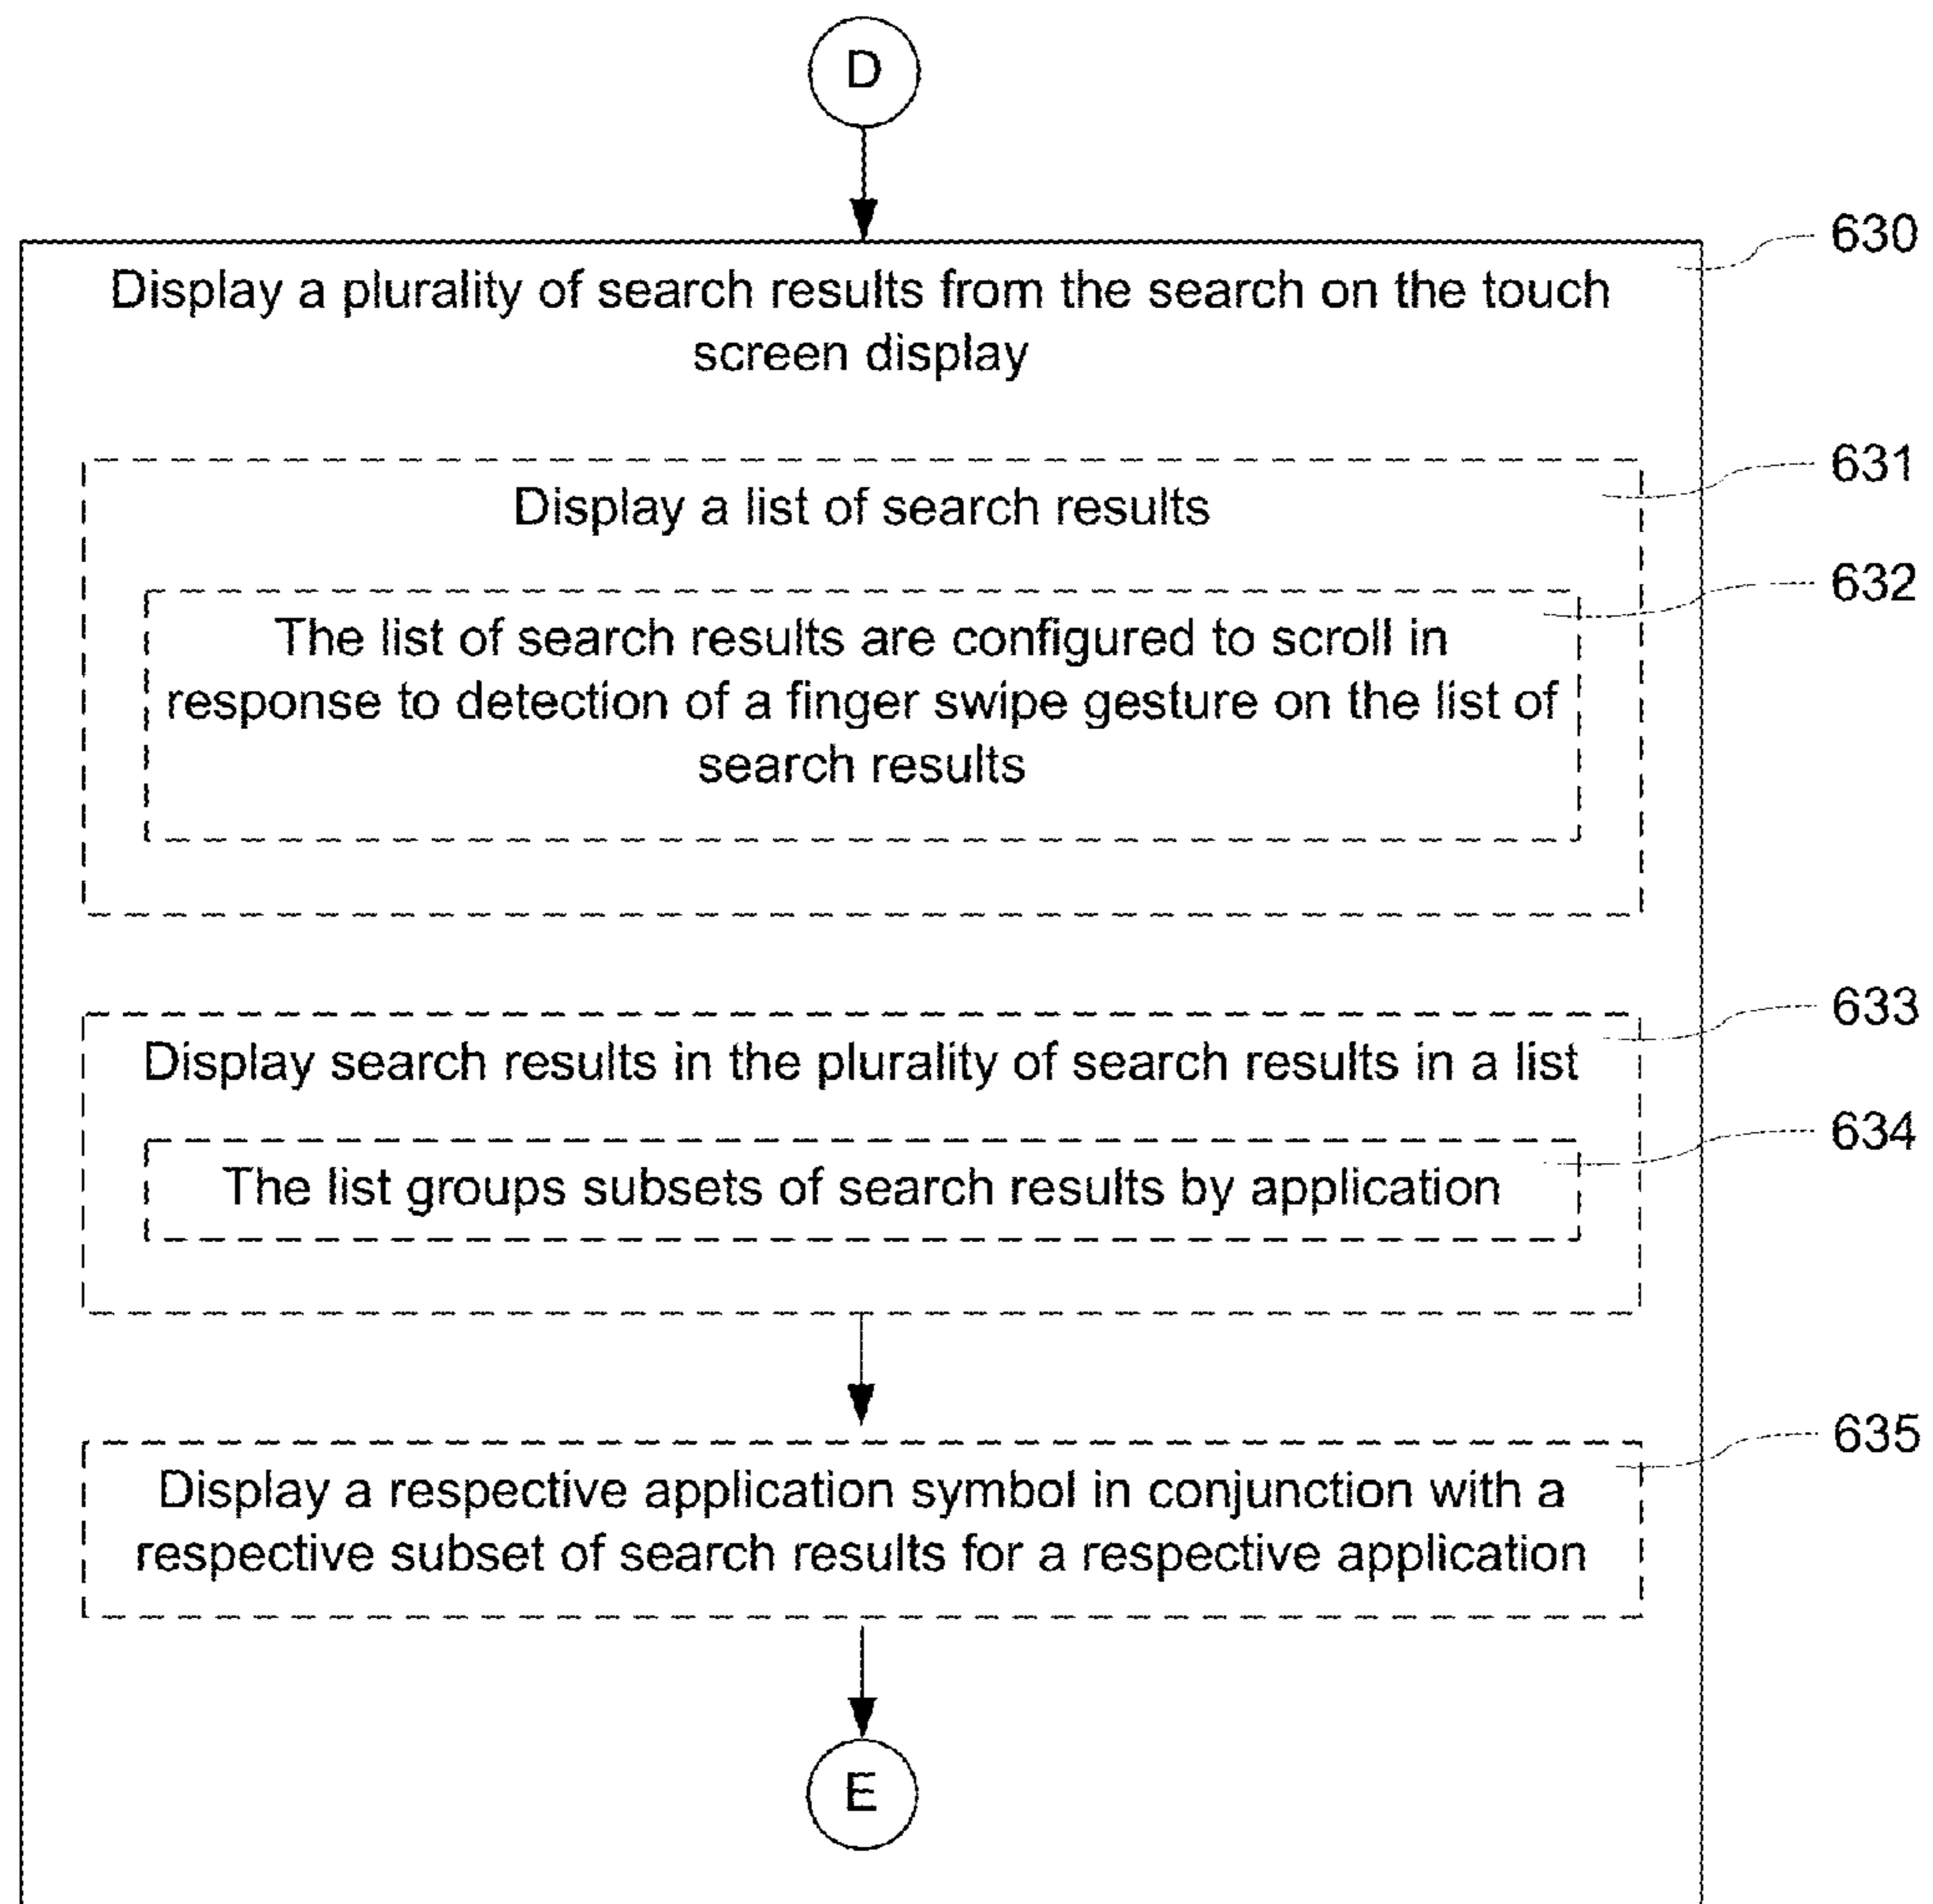 D
630
Display a plurality of search results from the search on the touch
screen display
631
Display a list of search results
632
The list of search results are configured to scroll in
response to detection of a finger swipe gesture on the list of
search results
633
Display search results in the plurality of search results in a list
634
The list groups subsets of search results by application
635
Display a respective application symbol in conjunction with a
respective subset of search results for a respective application
E